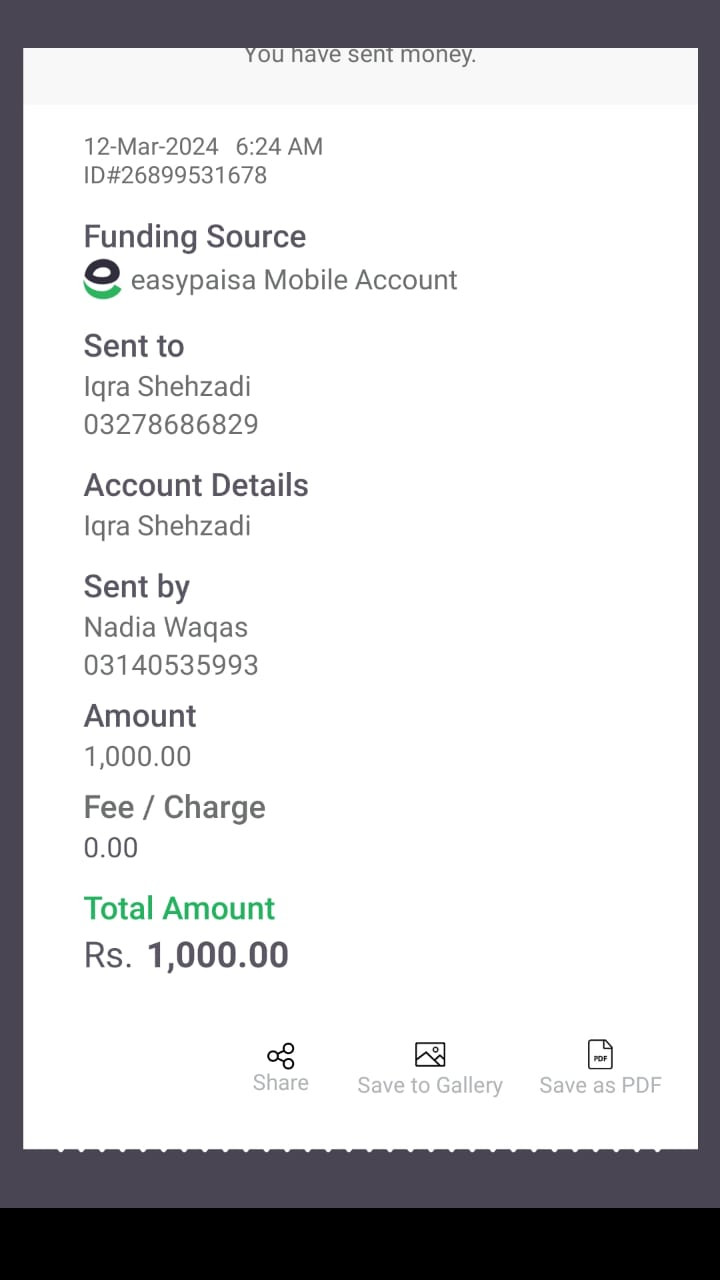 You have sent money.
12-Mar-2024 6:24 AM
ID#26899531678
Funding Source
easypaisa Mobile Account
Sent to
Iqra Shehzadi
03278686829
Account Details
Iqra Shehzadi
Sent by
Nadia Waqas
03140535993
Amount
1,000.00
Fee / Charge
0.00
Total Amount
Rs. 1,000.00
Share
Save to Gallery
PDF
Save as PDF